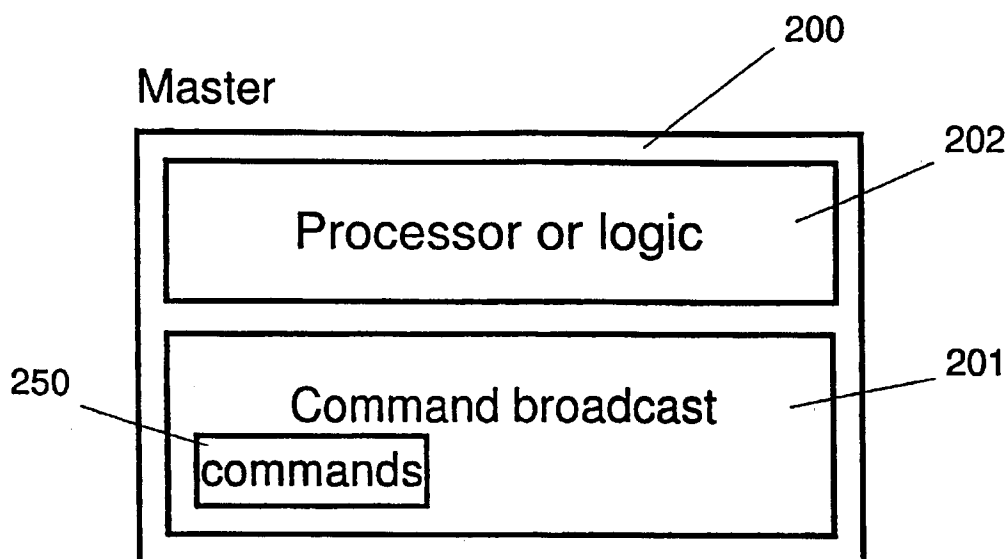 200
Master
202
Processor or logic
201
250
Command broadcast
commands